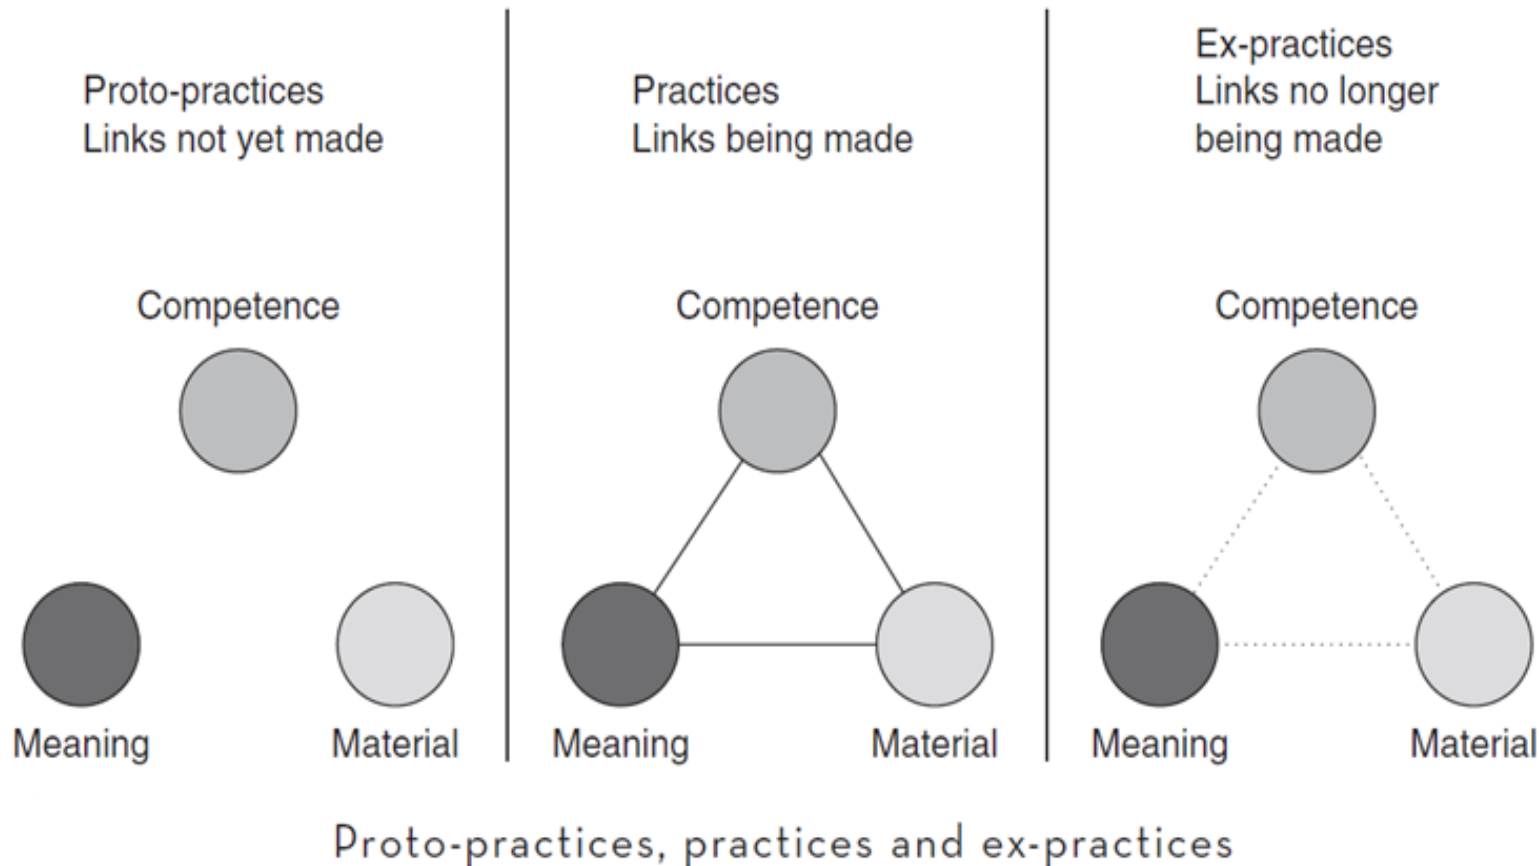 Proto-practices
Links not yet made
Competence
Meaning
Material
Practices
Links being made
Competence
Meaning
Material
Ex-practices
Links no longer
being made
Competence
Meaning
Material
Proto-practices, practices and ex-practices